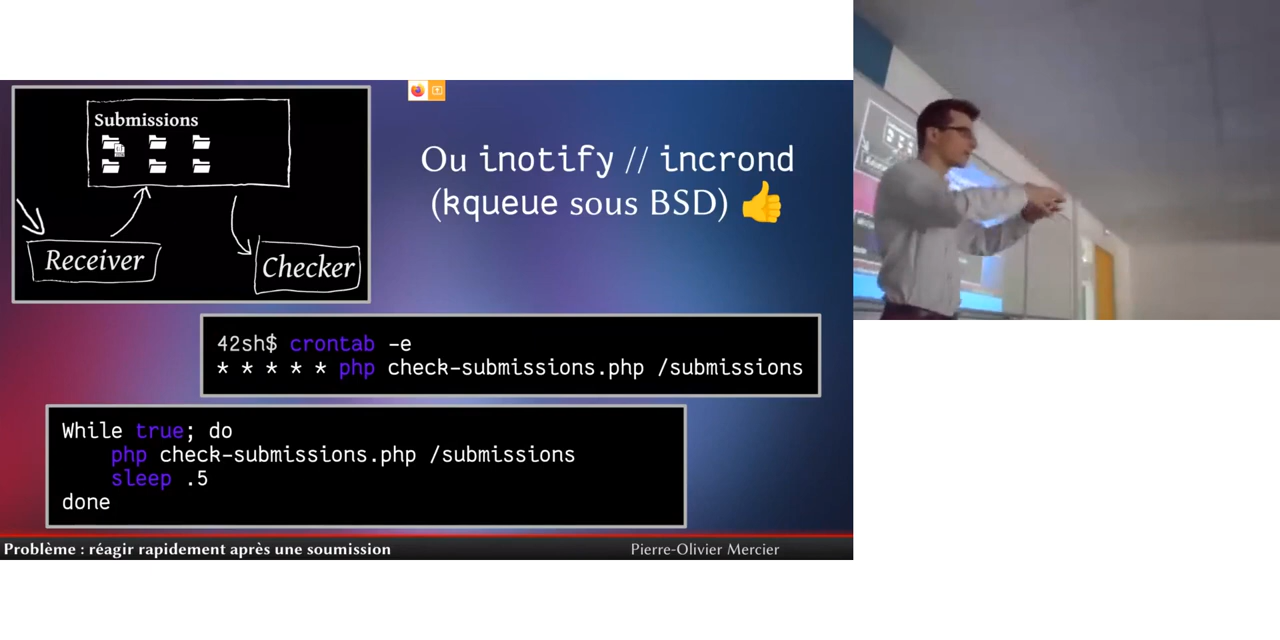 Submissions
Receiver
Checker
Ou inotify // incrond
(kqueue sous BSD) 👍
42sh$ crontab -e
* * * * * php check-submissions.php /submissions
While true; do
php check-submissions.php /submissions
sleep .5
done
Problème : réagir rapidement après une soumission
Pierre-Olivier Mercier